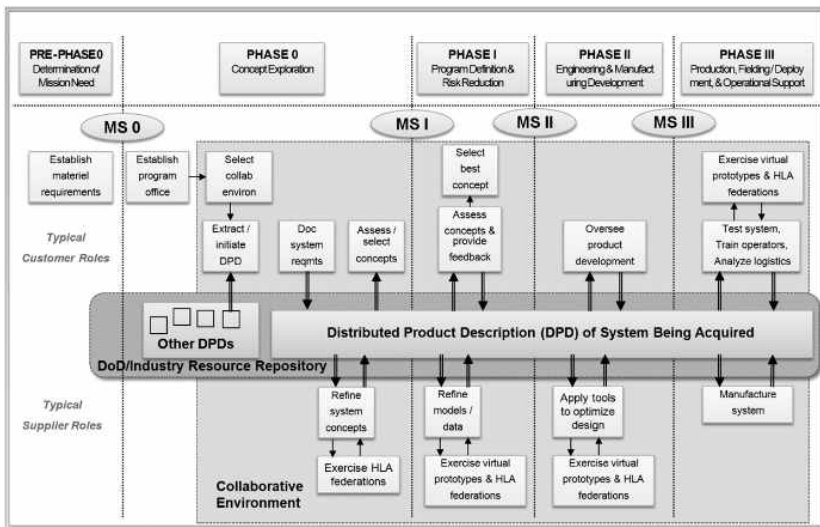 PRE-PHASE0
Determination of
Mission Need
PHASE 0
Concept Exploration
PHASE I
Program Definition &
Risk Reduction
PHASE II
Engineering & Manufact
uring Development
PHASE III
Production, Fielding / Deploy
ment, & Operational Support
MS 0
MS I
MS II
MS III
Establish
materiel
requirements
Establish
program
office
Select
collab
environ
Select
best
concept
Exercise virtual
prototypes & HLA
federations
Typical
Customer Roles
Extract /
initiate
DPD
Doc
system
reqmts
Assess /
select
concepts
Assess
concepts &
provide
feedback
Oversee
product
development
Test system,
Train operators,
Analyze logistics
Other DPDs
Distributed Product Description (DPD) of System Being Acquired
DoD/Industry Resource Repository
Typical
Supplier Roles
Refine
system
concepts
Refine
models /
data
Apply tools
to optimize
design
Manufacture
system
Exercise HLA
federations
Exercise virtual
prototypes & HLA
federations
Exercise virtual
prototypes & HLA
federations
Collaborative
Environment